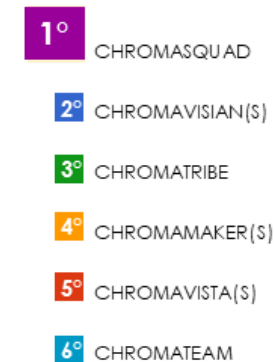 1° CHROMASQUAD
2° CHROMAVISIAN(S)
3° CHROMATRIBE
4° CHROMAMAKER(S)
5° CHROMAVISTA(S)
6° CHROMATEAM